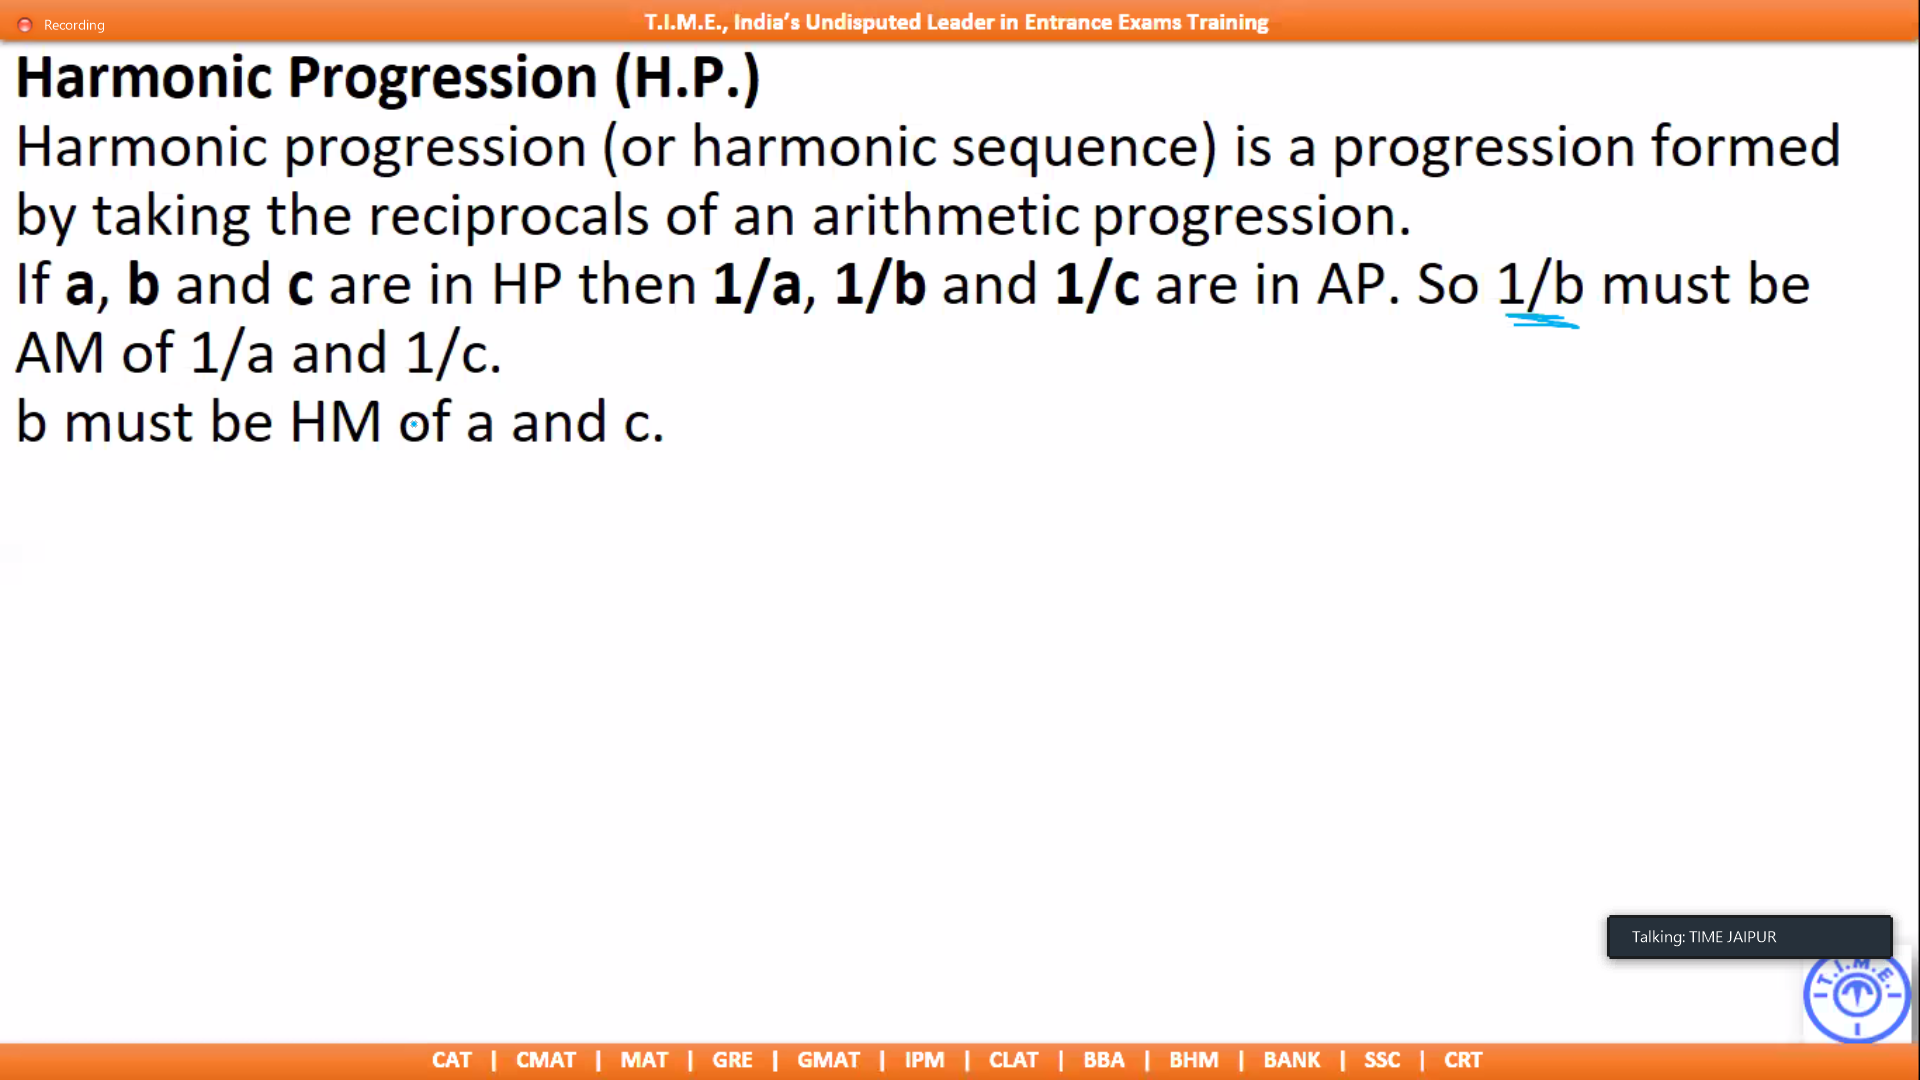 Recording
T.I.M.E., India’s Undisputed Leader in Entrance Exams Training
Harmonic Progression (H.P.)
Harmonic progression (or harmonic sequence) is a progression formed
by taking the reciprocals of an arithmetic progression.
If a, b and c are in HP then 1/a, 1/b and 1/c are in AP. So 1/b must be
AM of 1/a and 1/c.
b must be HM of a and c.
Talking: TIME JAIPUR
T.I.M.E.
CAT | CMAT | MAT | GRE | GMAT | IPM | CLAT | BBA | BHM | BANK | SSC | CRT